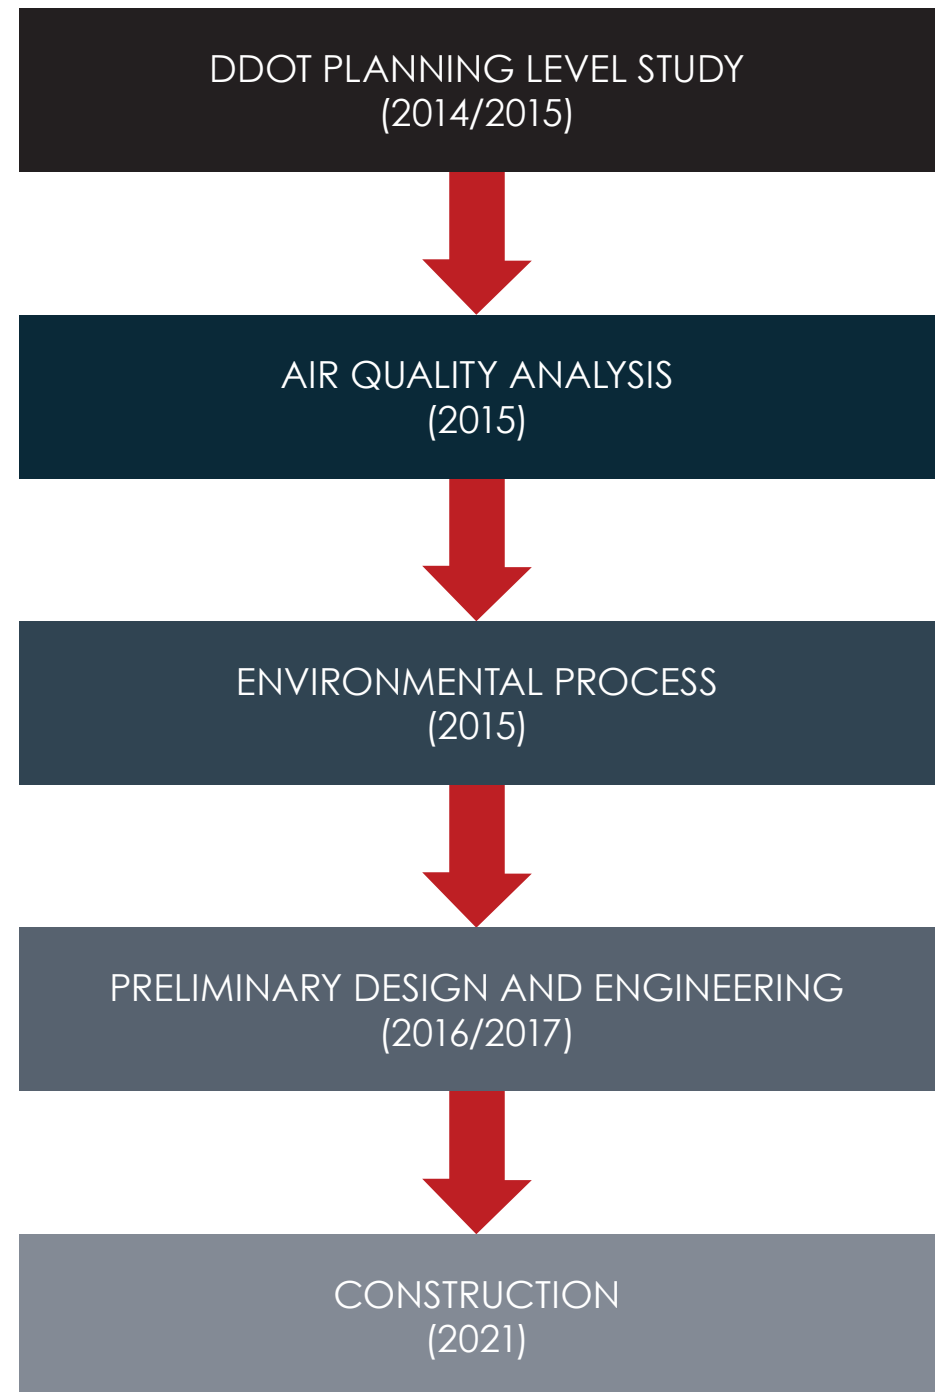 DDOT PLANNING LEVEL STUDY
(2014/2015)
AIR QUALITY ANALYSIS
(2015)
ENVIRONMENTAL PROCESS
(2015)
PRELIMINARY DESIGN AND ENGINEERING
(2016/2017)
CONSTRUCTION
(2021)